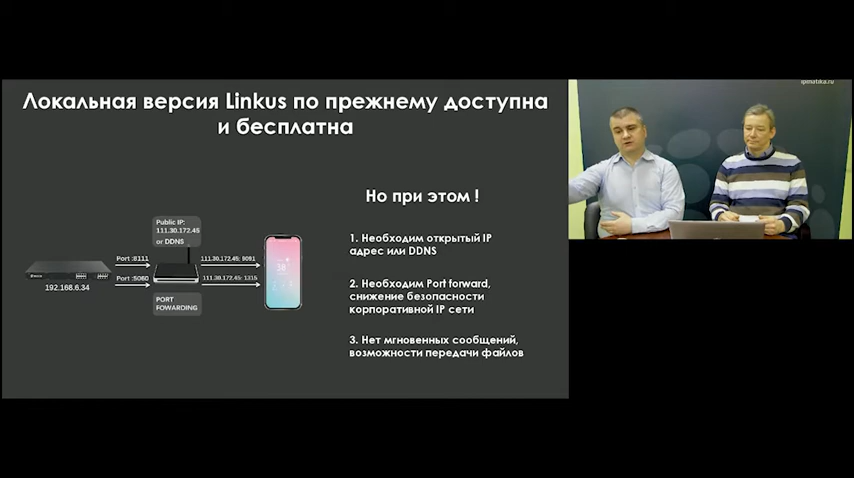 ipmatika.ru
Локальная версия Linkus по прежнему доступна
и бесплатна
Но при этом !
Public IP:
111.30.172.45
or DDNS
Port :8111
111.30.172.45: 9091
Port :5060
111.30.172.45: 1315
192.168.6.34
PORT
FOWARDING
1. Необходим открытый IP
адрес или DDNS
2. Необходим Port forward,
снижение безопасности
корпоративной IP сети
3. Нет мгновенных сообщений,
возможности передачи файлов